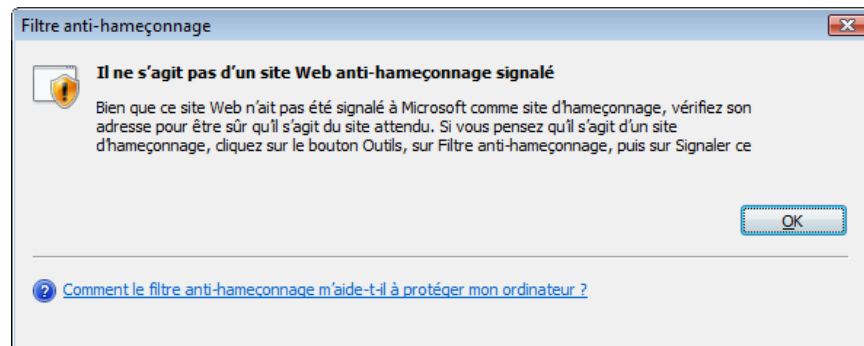 Filtre anti-hameçonnage
Il ne s'agit pas d'un site Web anti-hameçonnage signalé
Bien que ce site Web n'ait pas été signalé à Microsoft comme site d'hameçonnage, vérifiez son
adresse pour être sûr qu'il s'agit du site attendu. Si vous pensez qu'il s'agit d'un site
d'hameçonnage, cliquez sur le bouton Outils, sur Filtre anti-hameçonnage, puis sur Signaler ce
OK
Comment le filtre anti-hameçonnage m'aide-t-il à protéger mon ordinateur ?